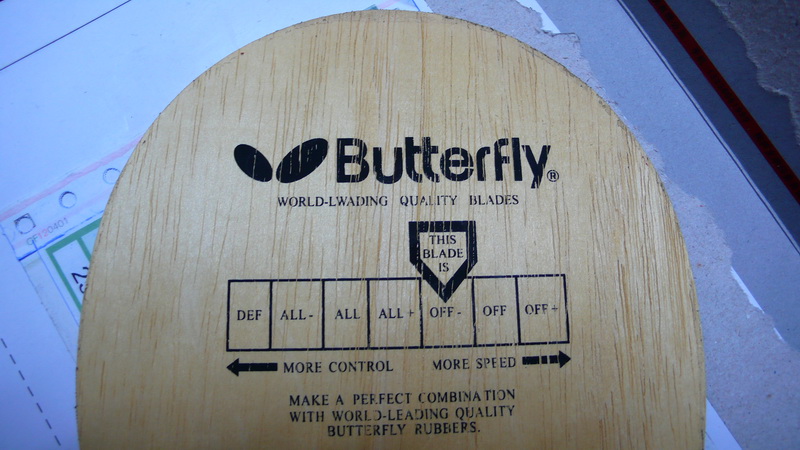 Butterfly®
WORLD-LWADING QUALITY BLADES
THIS
BLADE
IS
DEF ALL- ALL ALL+ OFF- OFF OFF+
MORE CONTROL MORE SPEED
MAKE A PERFECT COMBINATION
WITH WORLD-LEADING QUALITY
BUTTERFLY RUBBERS.